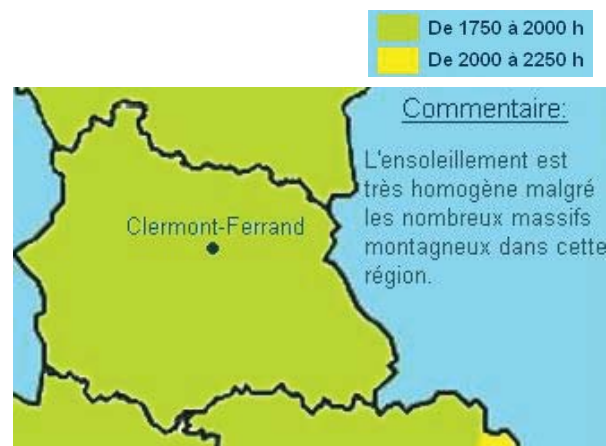 De 1750 à 2000 h
De 2000 à 2250 h
Commentaire:
L'ensoleillement est
très homogène malgré
les nombreux massifs
montagneux dans cette
région.
Clermont-Ferrand